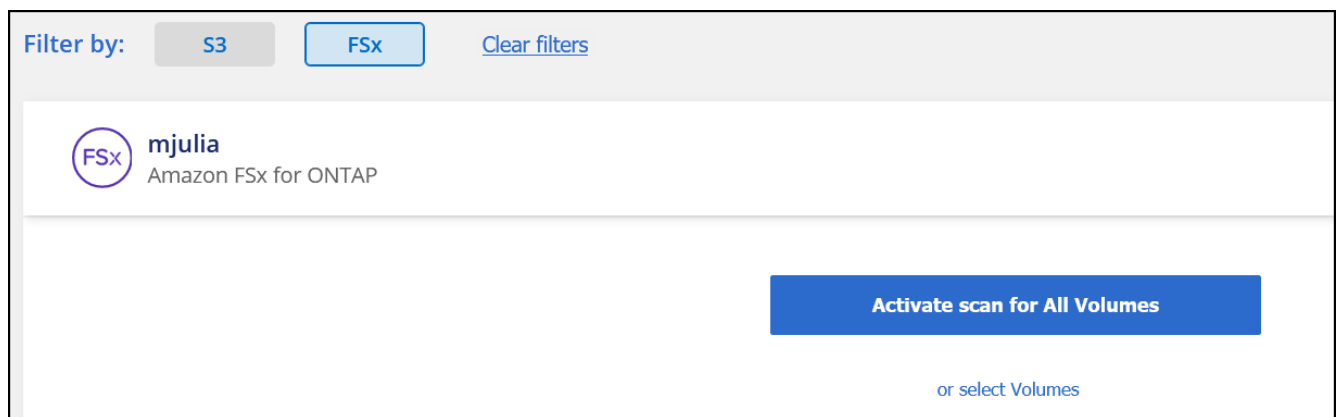 Filter by: S3 FSx Clear filters
FSx
mjulia
Amazon FSx for ONTAP
Activate scan for All Volumes
or select Volumes